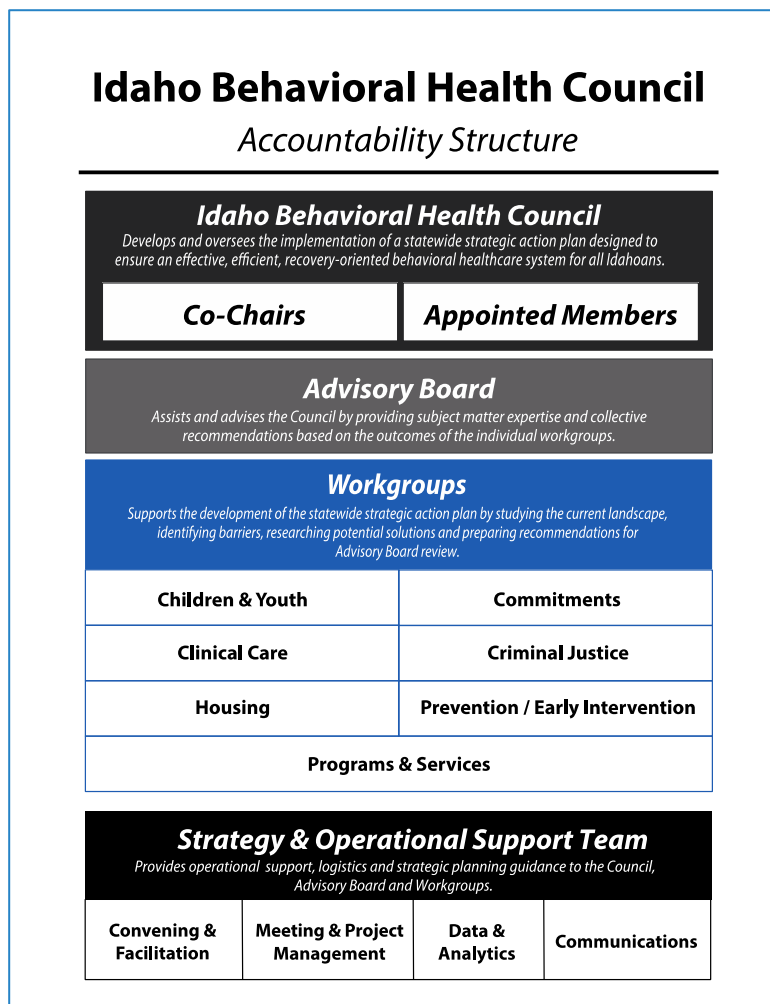 Idaho Behavioral Health Council
Accountability Structure
Idaho Behavioral Health Council
Develops and oversees the implementation of a statewide strategic action plan designed to
ensure an effective, efficient, recovery-oriented behavioral healthcare system for all Idahoans.
Co-Chairs
Appointed Members
Advisory Board
Assists and advises the Council by providing subject matter expertise and collective
recommendations based on the outcomes of the individual workgroups.
Workgroups
Supports the development of the statewide strategic action plan by studying the current landscape,
identifying barriers, researching potential solutions and preparing recommendations for
Advisory Board review.
Children & Youth
Commitments
Clinical Care
Criminal Justice
Housing
Prevention / Early Intervention
Programs & Services
Strategy & Operational Support Team
Provides operational support, logistics and strategic planning guidance to the Council,
Advisory Board and Workgroups.
Convening &
Facilitation
Meeting & Project
Management
Data &
Analytics
Communications